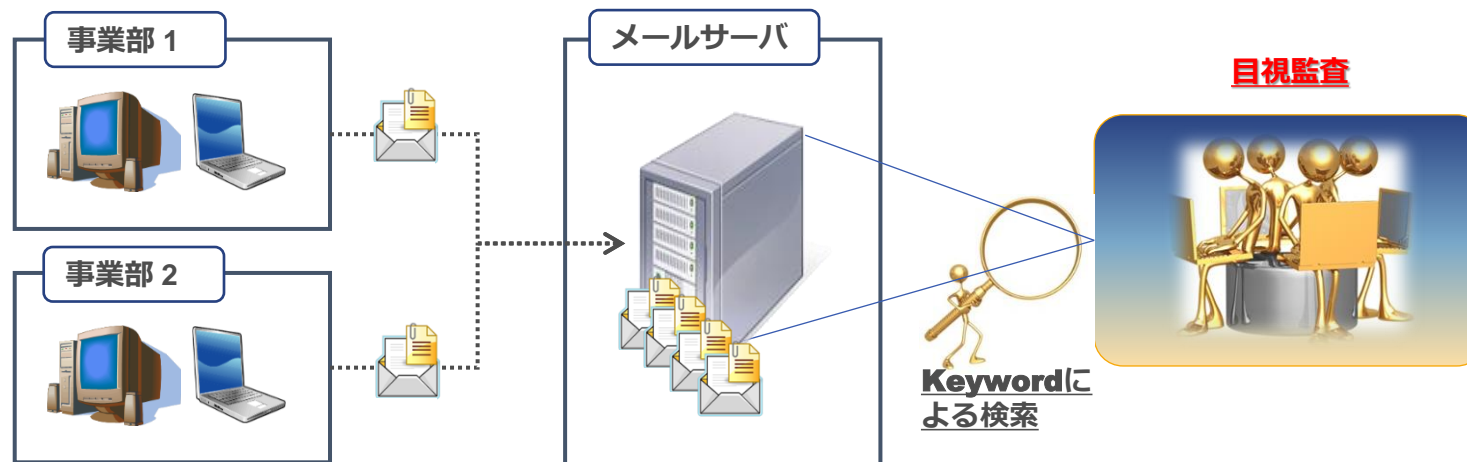 事業部 1
メールサーバ
目視監査
事業部 2
Keywordに
よる検索